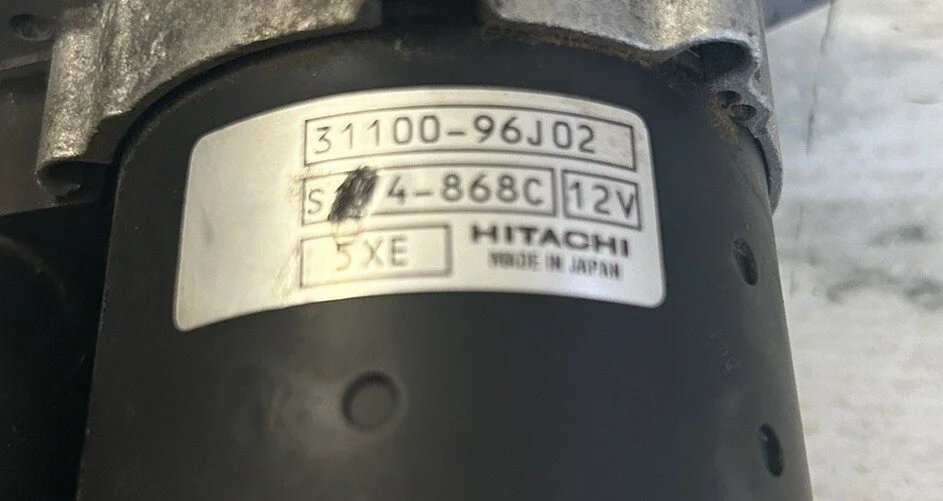 31100-96J02
4-868C 12V
5XE HITACHI
MADE IN JAPAN